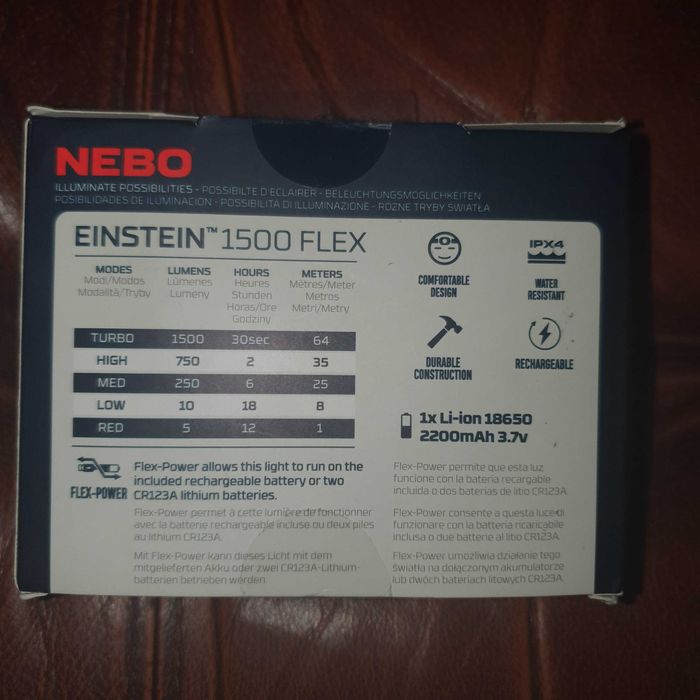 NEBO
ILLUMINATE POSSIBILITIES - POSSIBILTE D'ECLAIRER - BELEUCHTUNGSMOGLICHKEITEN
POSIBILIDADES DE ILUMINACION - POSSIBILITA DI ILLUMINAZIONE - ROZNE TRYBY SWIATŁA
EINSTEIN™ 1500 FLEX
MODES LUMENS HOURS METERS
Modi/Modos Lúmenes Heures Mètres/Meter
Modalità/Tryby Lumeny Stunden Metros
Horas/Ore Metri/Metry
Godziny
TURBO 1500 30sec 64
HIGH 750 2 35
MED 250 6 25
LOW 10 18 8
RED 5 12 1
COMFORTABLE
DESIGN
IPX4
WATER
RESISTANT
DURABLE
CONSTRUCTION
RECHARGEABLE
1x Li-ion 18650
2200mAh 3.7v
FLEX-POWER
Flex-Power allows this light to run on the
included rechargeable battery or two
CR123A lithium batteries.
Flex-Power permet à cette lumière de fonctionner
avec la batterie rechargeable incluse ou deux piles
au lithium CR123A.
Mit Flex-Power kann dieses Licht mit dem
mitgelieferten Akku oder zwei CR123A-Lithium-
batterien betrieben werden.
Flex-Power permite que esta luz
funcione con la batería recargable
incluida o dos baterías de litio CR123A.
Flex-Power consente a questa luce di
funzionare con la batteria ricaricabile
inclusa o due batterie al litio CR123A.
Flex-Power umożliwia działanie tego
światła na dołączonym akumulatorze
lub dwóch bateriach litowych CR123A.